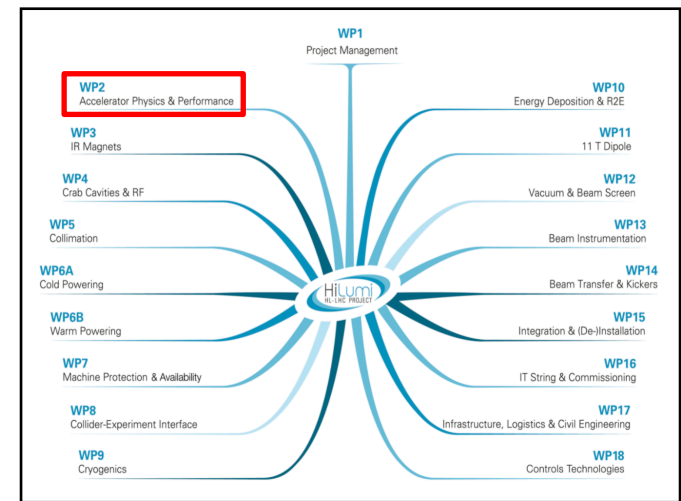 WP1
Project Management
WP2
Accelerator Physics & Performance
WP3
IR Magnets
WP4
Crab Cavities & RF
WP5
Collimation
WP6A
Cold Powering
WP6B
Warm Powering
WP7
Machine Protection & Availability
WP8
Collider-Experiment Interface
WP9
Cryogenics
HiLumi
HL-LHC PROJECT
WP10
Energy Deposition & R2E
WP11
11 T Dipole
WP12
Vacuum & Beam Screen
WP13
Beam Instrumentation
WP14
Beam Transfer & Kickers
WP15
Integration & (De-)Installation
WP16
IT String & Commissioning
WP17
Infrastructure, Logistics & Civil Engineering
WP18
Controls Technologies